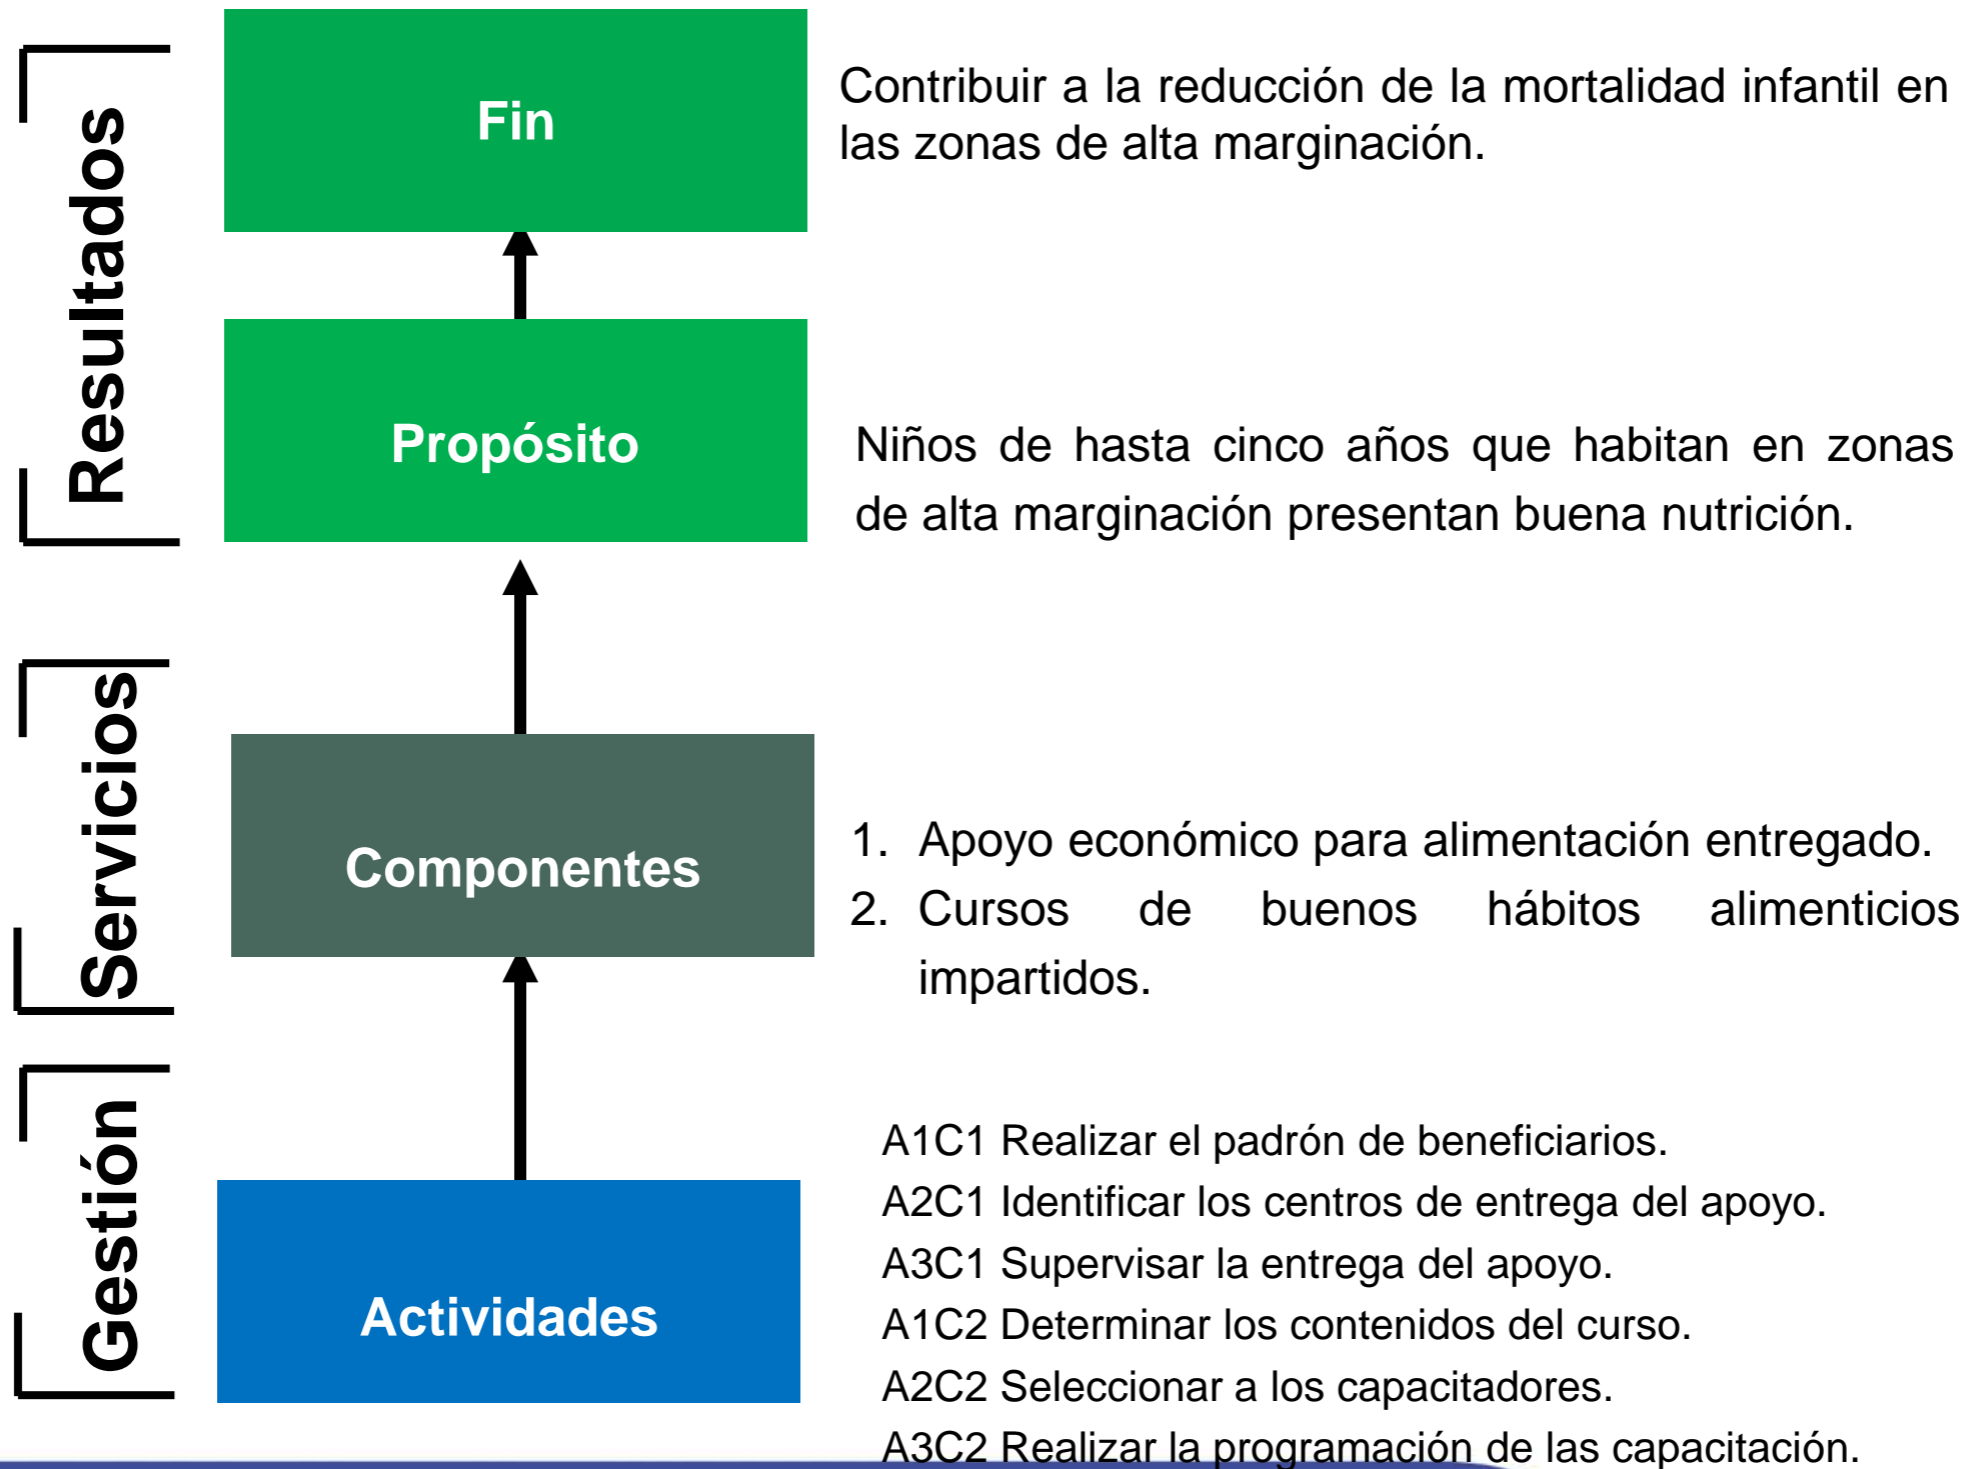 Resultados
Fin
Contribuir a la reducción de la mortalidad infantil en
las zonas de alta marginación.
Propósito
Niños de hasta cinco años que habitan en zonas
de alta marginación presentan buena nutrición.
Servicios
Componentes
1. Apoyo económico para alimentación entregado.
2. Cursos de buenos hábitos alimenticios
impartidos.
Gestión
Actividades
A1C1 Realizar el padrón de beneficiarios.
A2C1 Identificar los centros de entrega del apoyo.
A3C1 Supervisar la entrega del apoyo.
A1C2 Determinar los contenidos del curso.
A2C2 Seleccionar a los capacitadores.
A3C2 Realizar la programación de las capacitación.